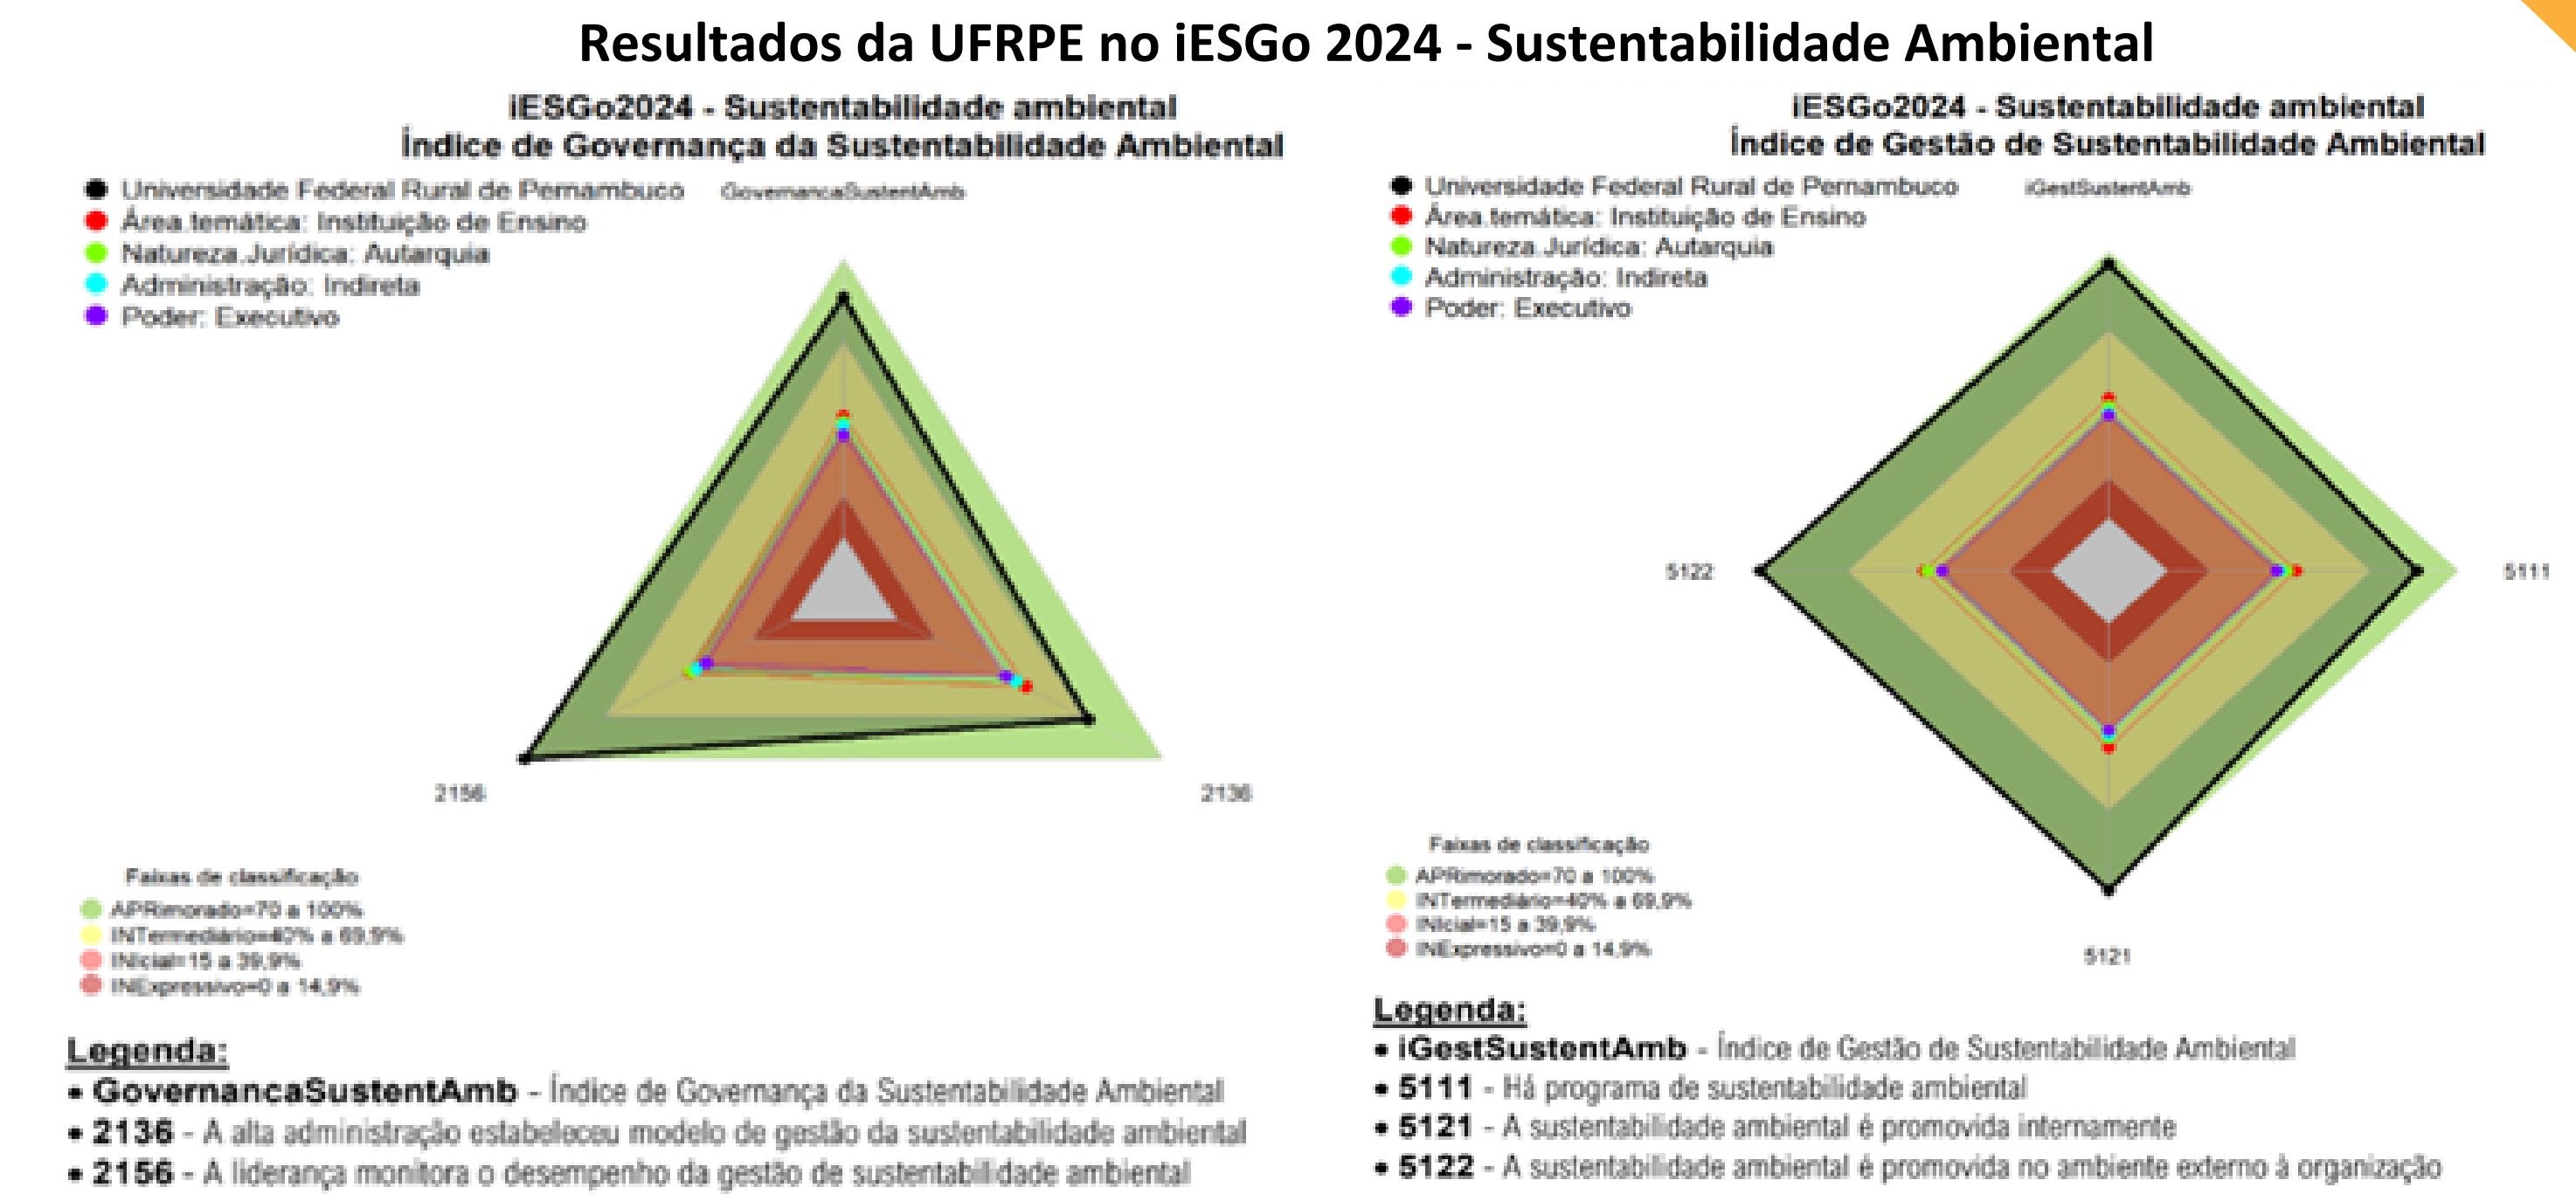 Resultados da UFRPE no iESGo 2024 - Sustentabilidade Ambiental
iESGo2024 - Sustentabilidade ambiental
Índice de Governança da Sustentabilidade Ambiental
Universidade Federal Rural de Pernambuco
GovernancaSustentAmb
Área.temática: Instituição de Ensino
Natureza.Jurídica: Autarquia
Administração: Indireta
Poder: Executivo
2156
2136
Faixas de classificação
APRimorado=70 a 100%
INTermediário=40% a 69,9%
INIcial=15 a 39,9%
INExpressivo=0 a 14,9%
Legenda:
• GovernancaSustentAmb - Índice de Governança da Sustentabilidade Ambiental
• 2136 - A alta administração estabeleceu modelo de gestão da sustentabilidade ambiental
• 2156 - A liderança monitora o desempenho da gestão de sustentabilidade ambiental
iESGo2024 - Sustentabilidade ambiental
Índice de Gestão de Sustentabilidade Ambiental
Universidade Federal Rural de Pernambuco
iGestSustentAmb
Área.temática: Instituição de Ensino
Natureza.Jurídica: Autarquia
Administração: Indireta
Poder: Executivo
5122
5111
5121
Faixas de classificação
APRimorado=70 a 100%
INTermediário=40% a 69,9%
INIcial=15 a 39,9%
INExpressivo=0 a 14,9%
Legenda:
• iGestSustentAmb - Índice de Gestão de Sustentabilidade Ambiental
• 5111 - Há programa de sustentabilidade ambiental
• 5121 - A sustentabilidade ambiental é promovida internamente
• 5122 - A sustentabilidade ambiental é promovida no ambiente externo à organização